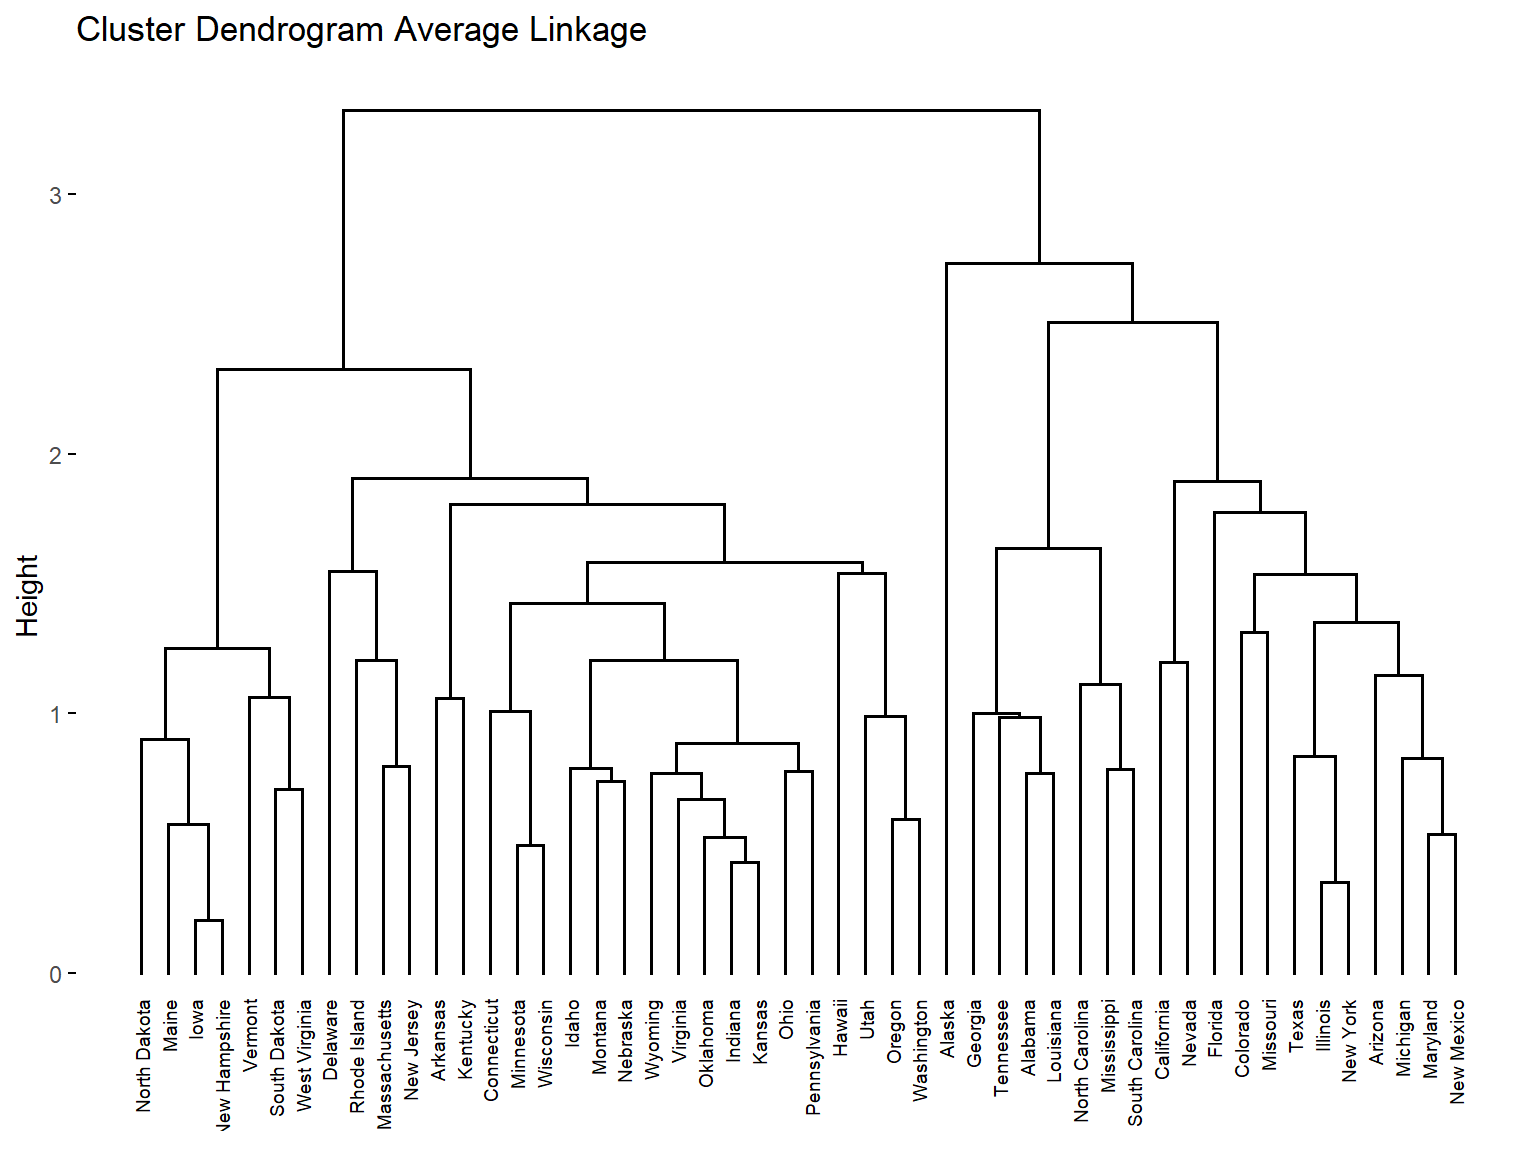 Cluster Dendrogram Average Linkage
3
2
1
0
Height
North Dakota
Maine
Iowa
New Hampshire
Vermont
South Dakota
West Virginia
Delaware
Rhode Island
Massachusetts
New Jersey
Arkansas
Kentucky
Connecticut
Minnesota
Wisconsin
Idaho
Montana
Nebraska
Wyoming
Virginia
Oklahoma
Indiana
Kansas
Ohio
Pennsylvania
Hawaii
Utah
Oregon
Washington
Alaska
Georgia
Tennessee
Alabama
Louisiana
North Carolina
Mississippi
South Carolina
California
Nevada
Florida
Colorado
Missouri
Texas
Illinois
New York
Arizona
Michigan
Maryland
New Mexico